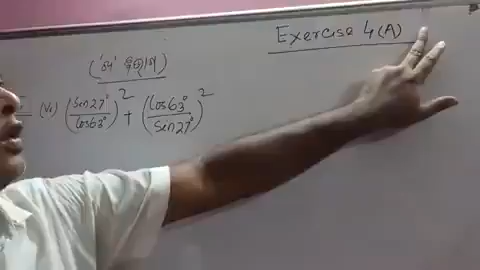 Exercise 4(A)
('ଖ' ବିଭାଗ)
(vi) (sin27°/cos63°)² + (cos63°/sin27°)²